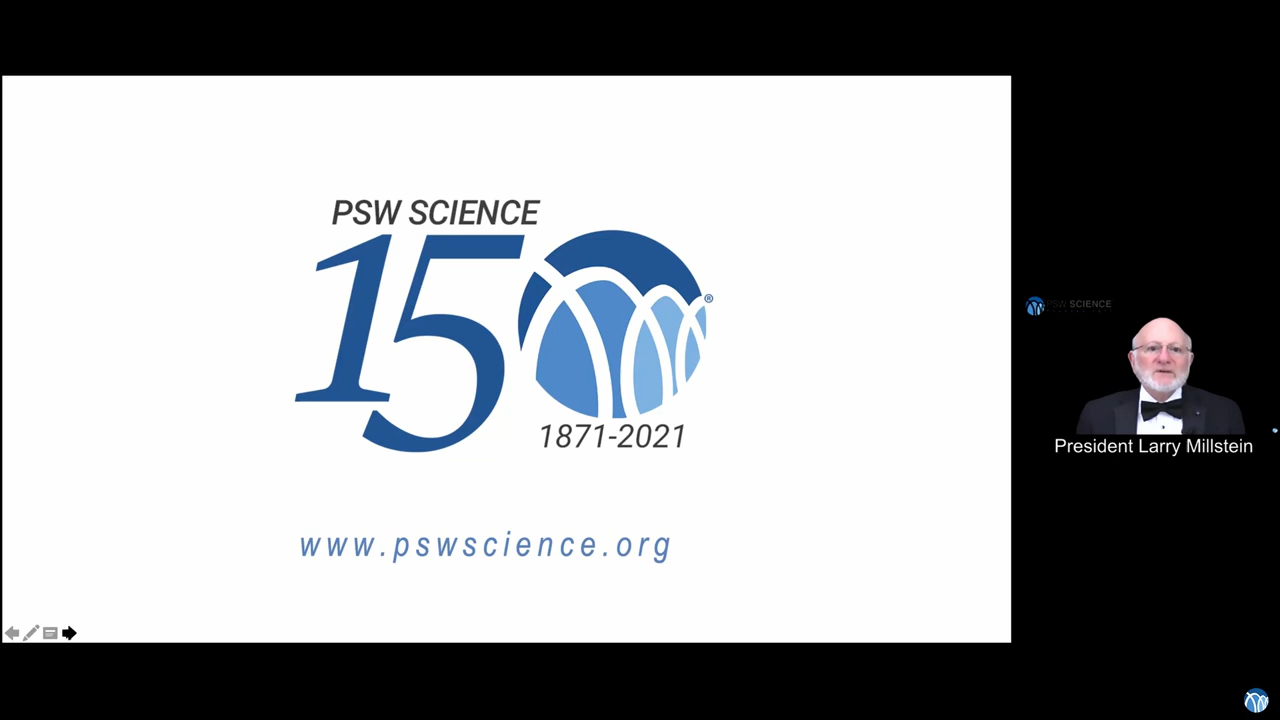 PSW SCIENCE
150
®
1871-2021
www.pswscience.org
PSW SCIENCE
President Larry Millstein